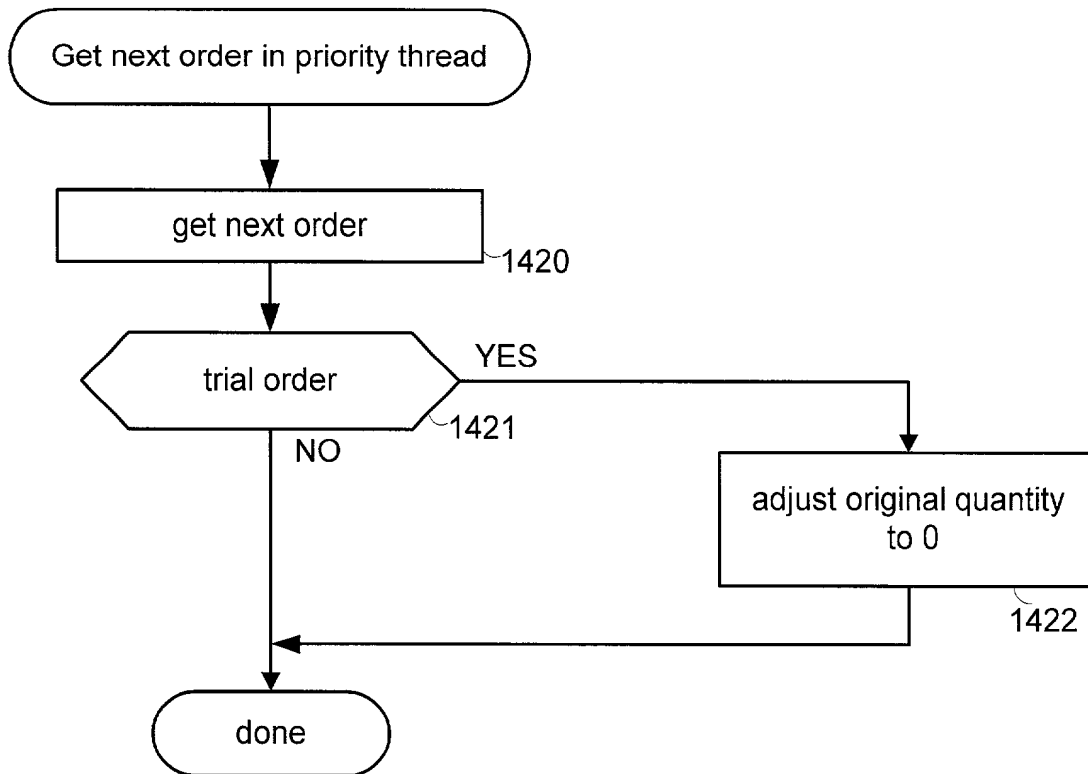 Get next order in priority thread
get next order
1420
trial order
YES
1421
NO
adjust original quantity
to 0
1422
done